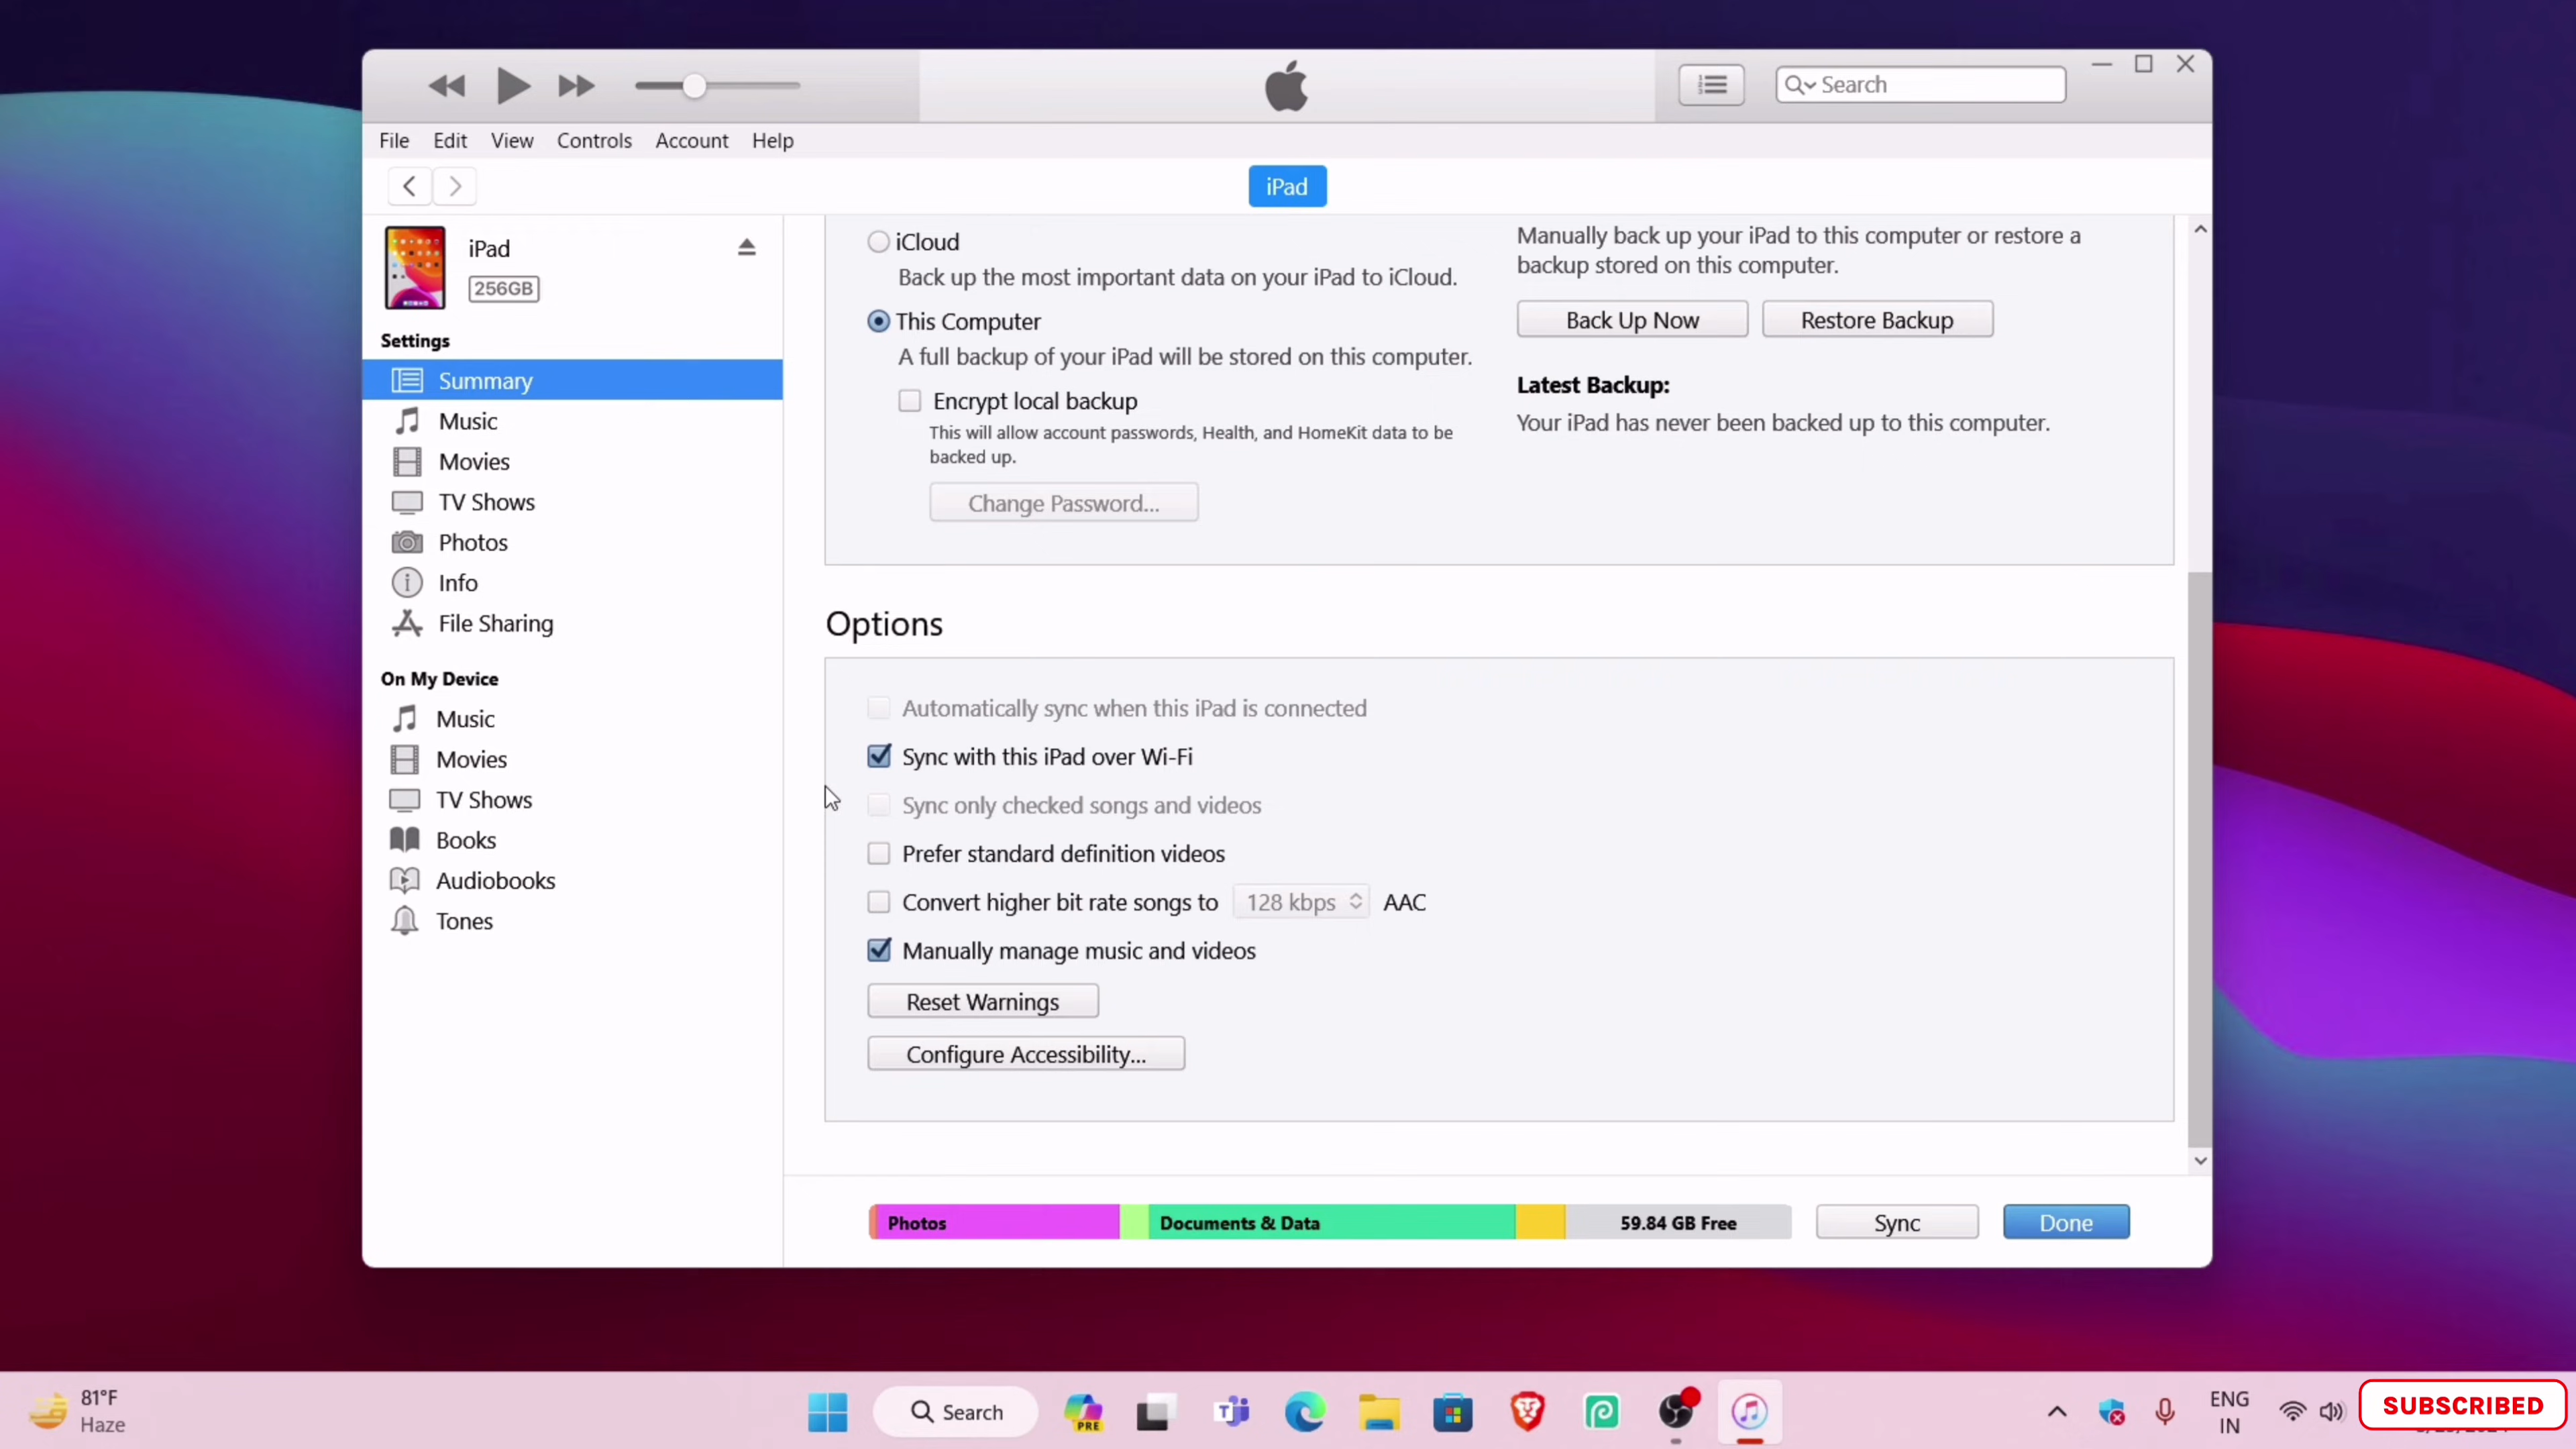 Search
File Edit View Controls Account Help
iPad
iPad
256GB
Settings
Summary
Music
Movies
TV Shows
Photos
Info
File Sharing
On My Device
Music
Movies
TV Shows
Books
Audiobooks
Tones
iCloud
Back up the most important data on your iPad to iCloud.
This Computer
A full backup of your iPad will be stored on this computer.
Encrypt local backup
This will allow account passwords, Health, and HomeKit data to be
backed up.
Change Password...
Manually back up your iPad to this computer or restore a
backup stored on this computer.
Back Up Now Restore Backup
Latest Backup:
Your iPad has never been backed up to this computer.
Options
Automatically sync when this iPad is connected
Sync with this iPad over Wi-Fi
Sync only checked songs and videos
Prefer standard definition videos
Convert higher bit rate songs to 128 kbps AAC
Manually manage music and videos
Reset Warnings
Configure Accessibility...
Photos Documents & Data 59.84 GB Free Sync Done
81°F
Haze
Search
PRE
ENG
IN
SUBSCRIBED